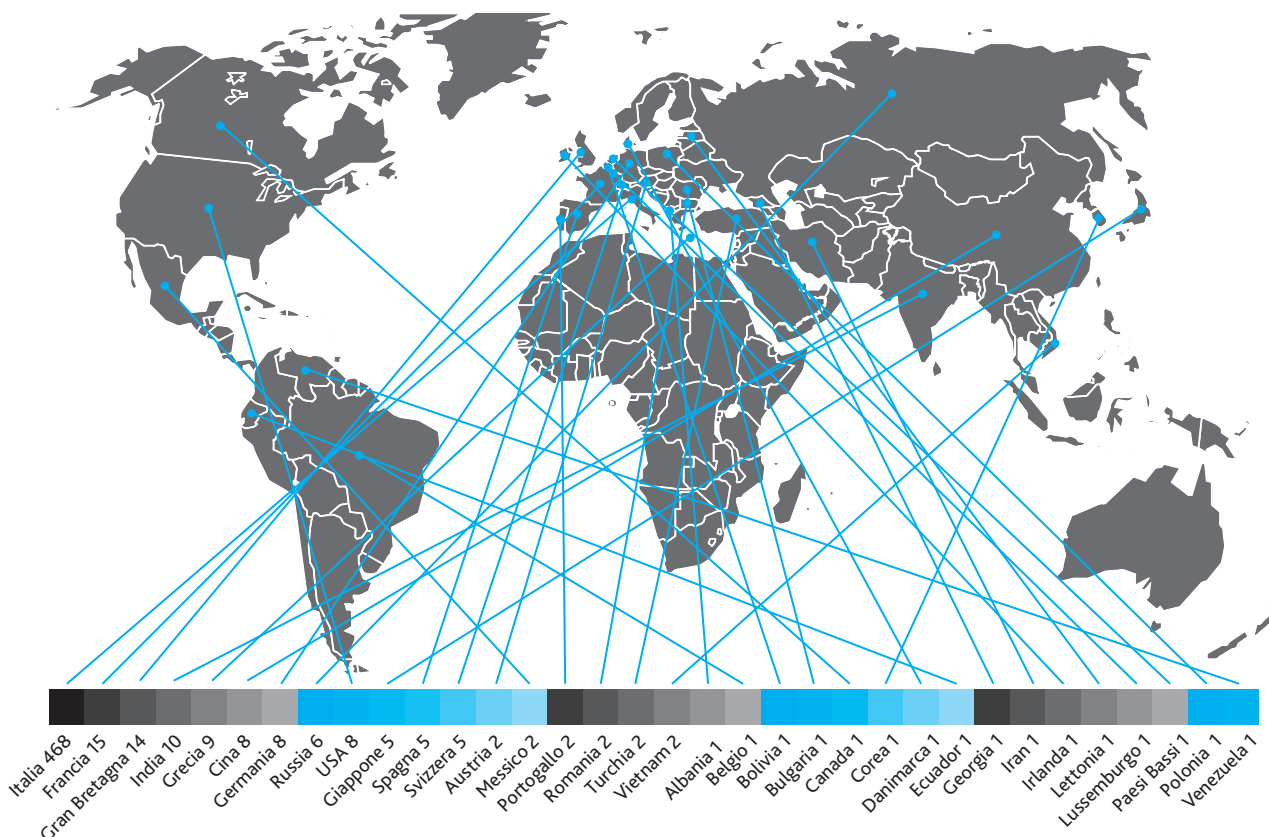 Italia 468
Francia 15
Gran Bretagna 14
India 10
Grecia 9
Cina 8
Germania 8
Russia 6
USA 8
Giappone 5
Spagna 5
Svizzera 5
Austria 2
Messico 2
Portogallo 2
Romania 2
Turchia 2
Vietnam 2
Albania 1
Belgio 1
Bolivia 1
Bulgaria 1
Canada 1
Corea 1
Danimarca 1
Ecuador 1
Georgia 1
Iran 1
Irlanda 1
Lettonia 1
Lussemburgo 1
Paesi Bassi 1
Polonia 1
Venezuela 1